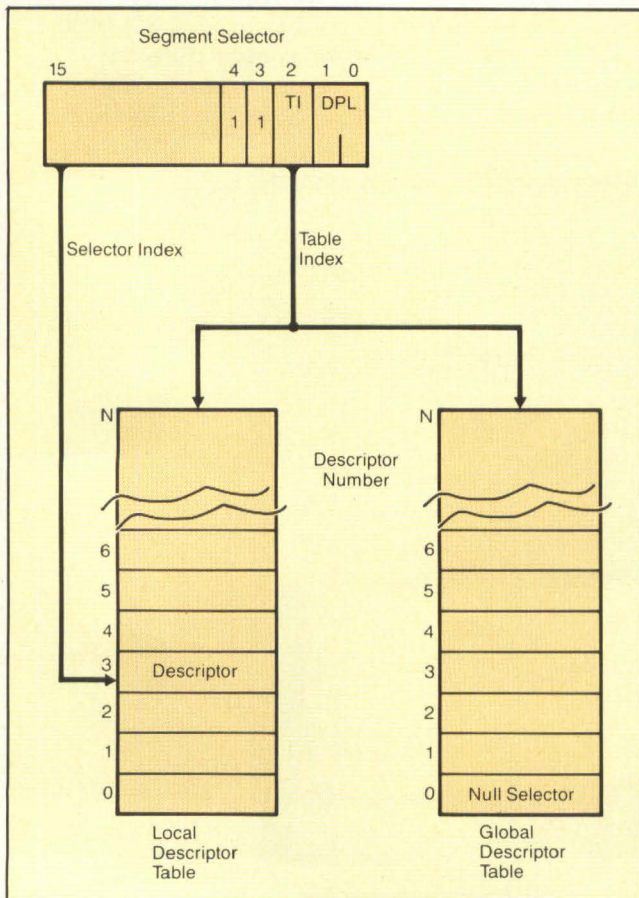 Segment Selector
15 4 3 2 1 0
TI DPL
1 1
Selector Index
Table
Index
N N
Descriptor
Number
6 6
5 5
4 4
3 Descriptor 3
2 2
1 1
0 0 Null Selector
Local
Descriptor
Table
Global
Descriptor
Table